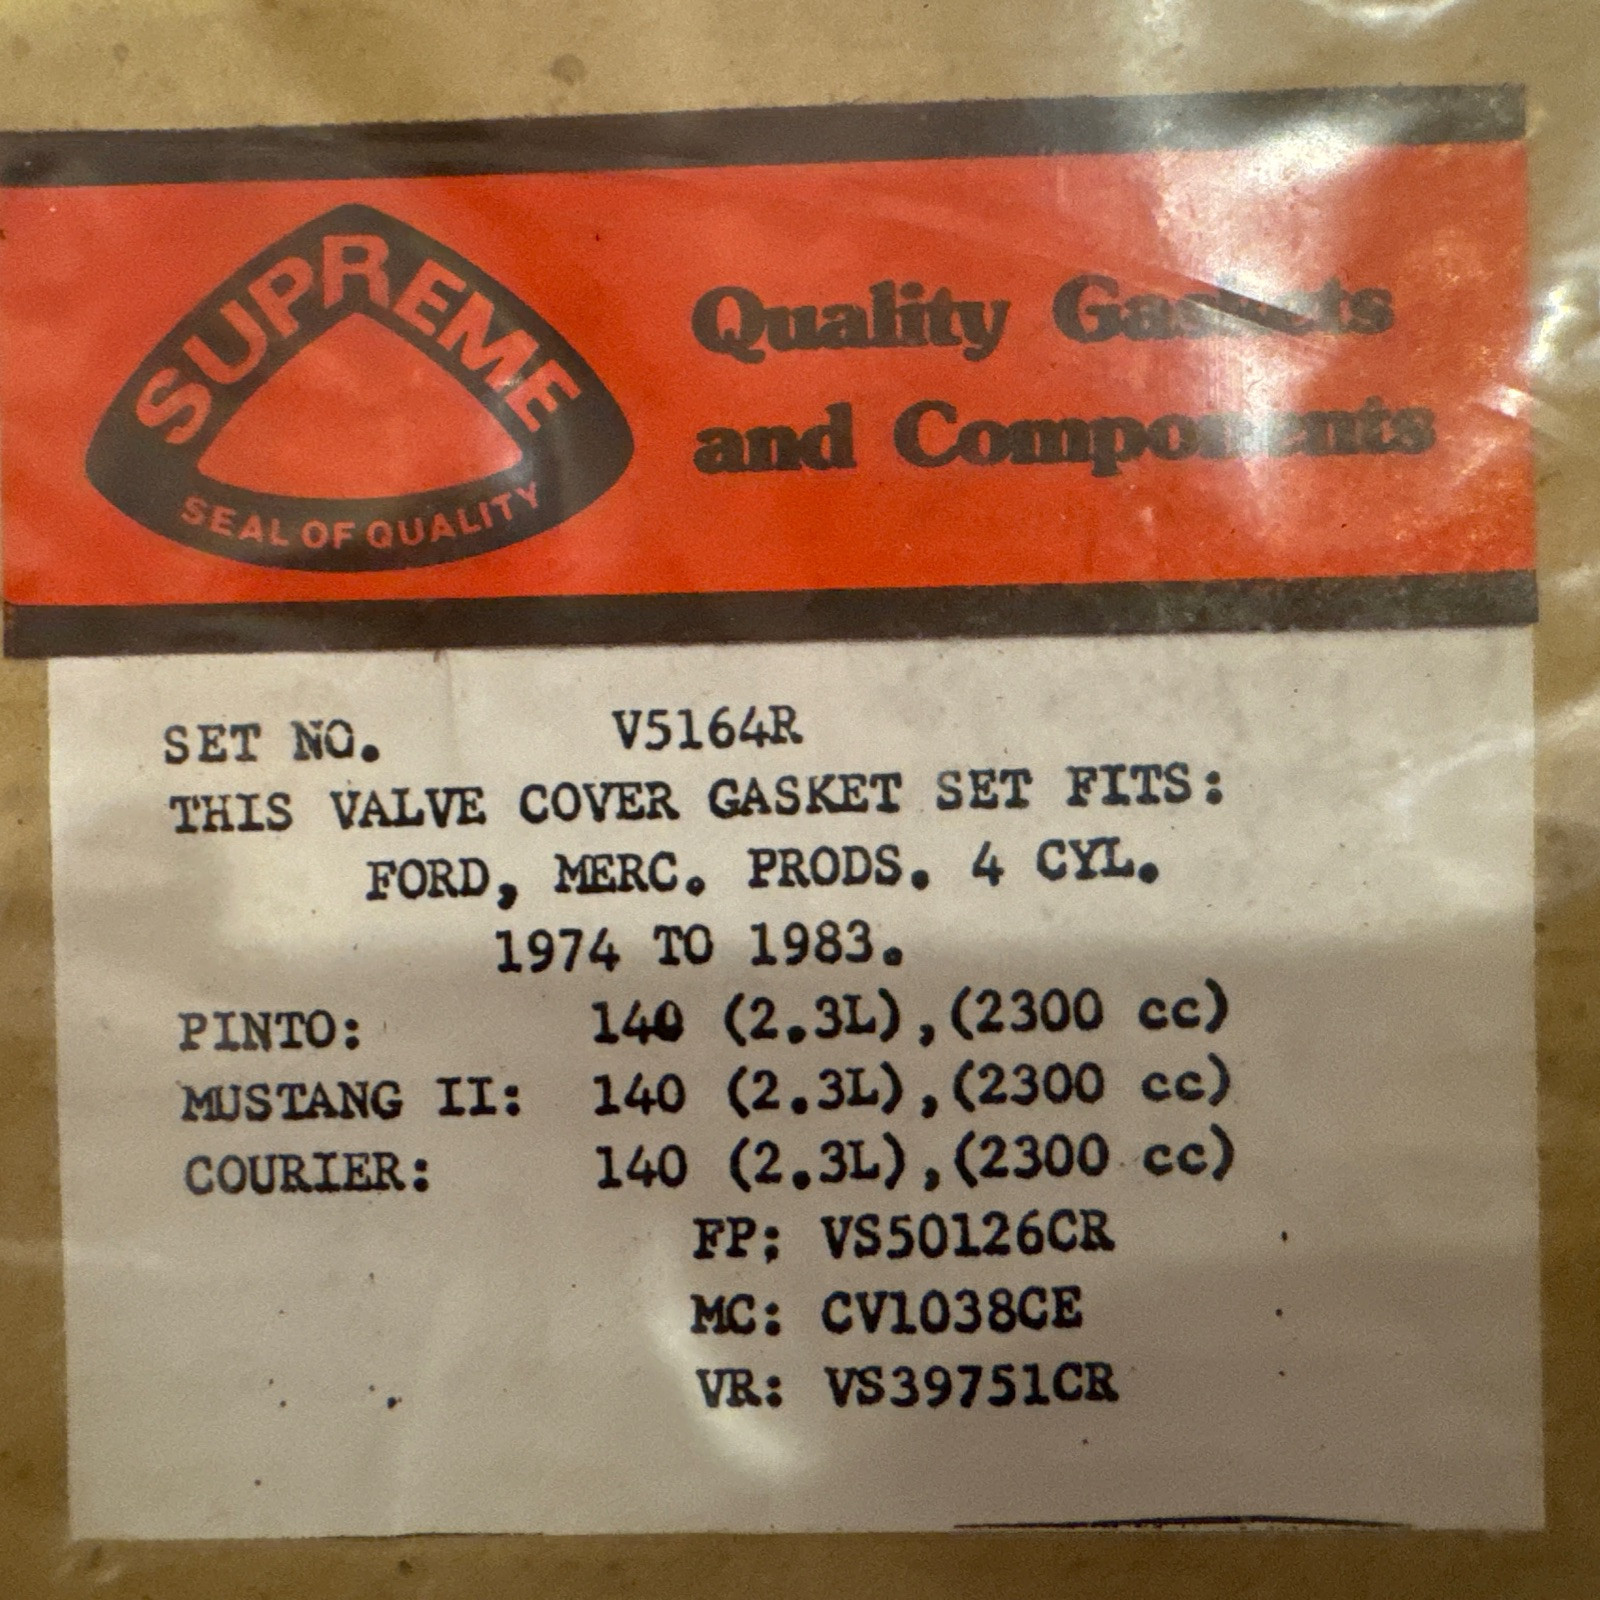 SUPREME
SEAL OF QUALITY
Quality Gaskets
and Components
SET NO. V5164R
THIS VALVE COVER GASKET SET FITS:
FORD, MERC. PRODS. 4 CYL.
1974 TO 1983.
PINTO: 140 (2.3L),(2300 cc)
MUSTANG II: 140 (2.3L),(2300 cc)
COURIER: 140 (2.3L),(2300 cc)
FP: VS50126CR
MC: CV1038CE
VR: VS39751CR